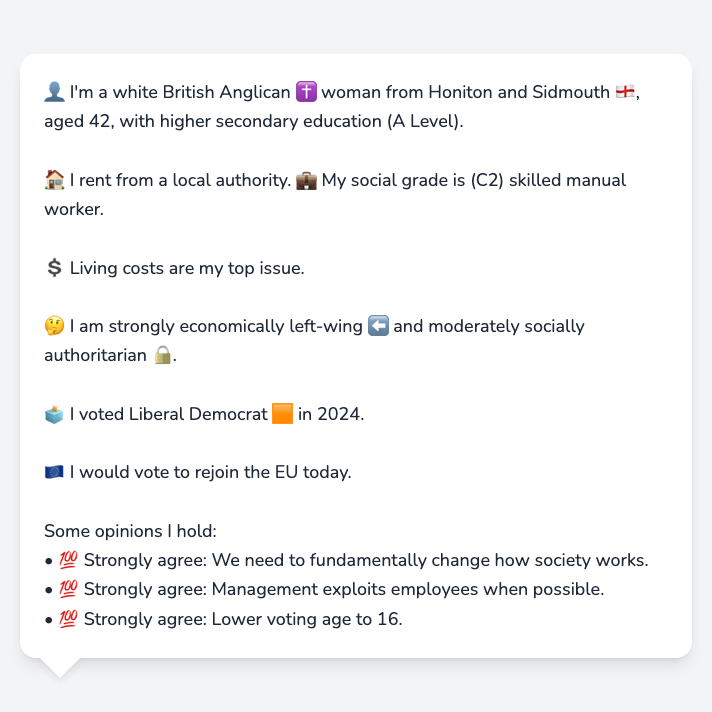 👤 I'm a white British Anglican ✝️ woman from Honiton and Sidmouth 🏴󠁧󠁢󠁥󠁮󠁧󠁿,
aged 42, with higher secondary education (A Level).
🏠 I rent from a local authority. 💼 My social grade is (C2) skilled manual
worker.
💲 Living costs are my top issue.
🤔 I am strongly economically left-wing ⬅️ and moderately socially
authoritarian 🔒.
🗳️ I voted Liberal Democrat 🟧 in 2024.
🇪🇺 I would vote to rejoin the EU today.
Some opinions I hold:
• 💯 Strongly agree: We need to fundamentally change how society works.
• 💯 Strongly agree: Management exploits employees when possible.
• 💯 Strongly agree: Lower voting age to 16.